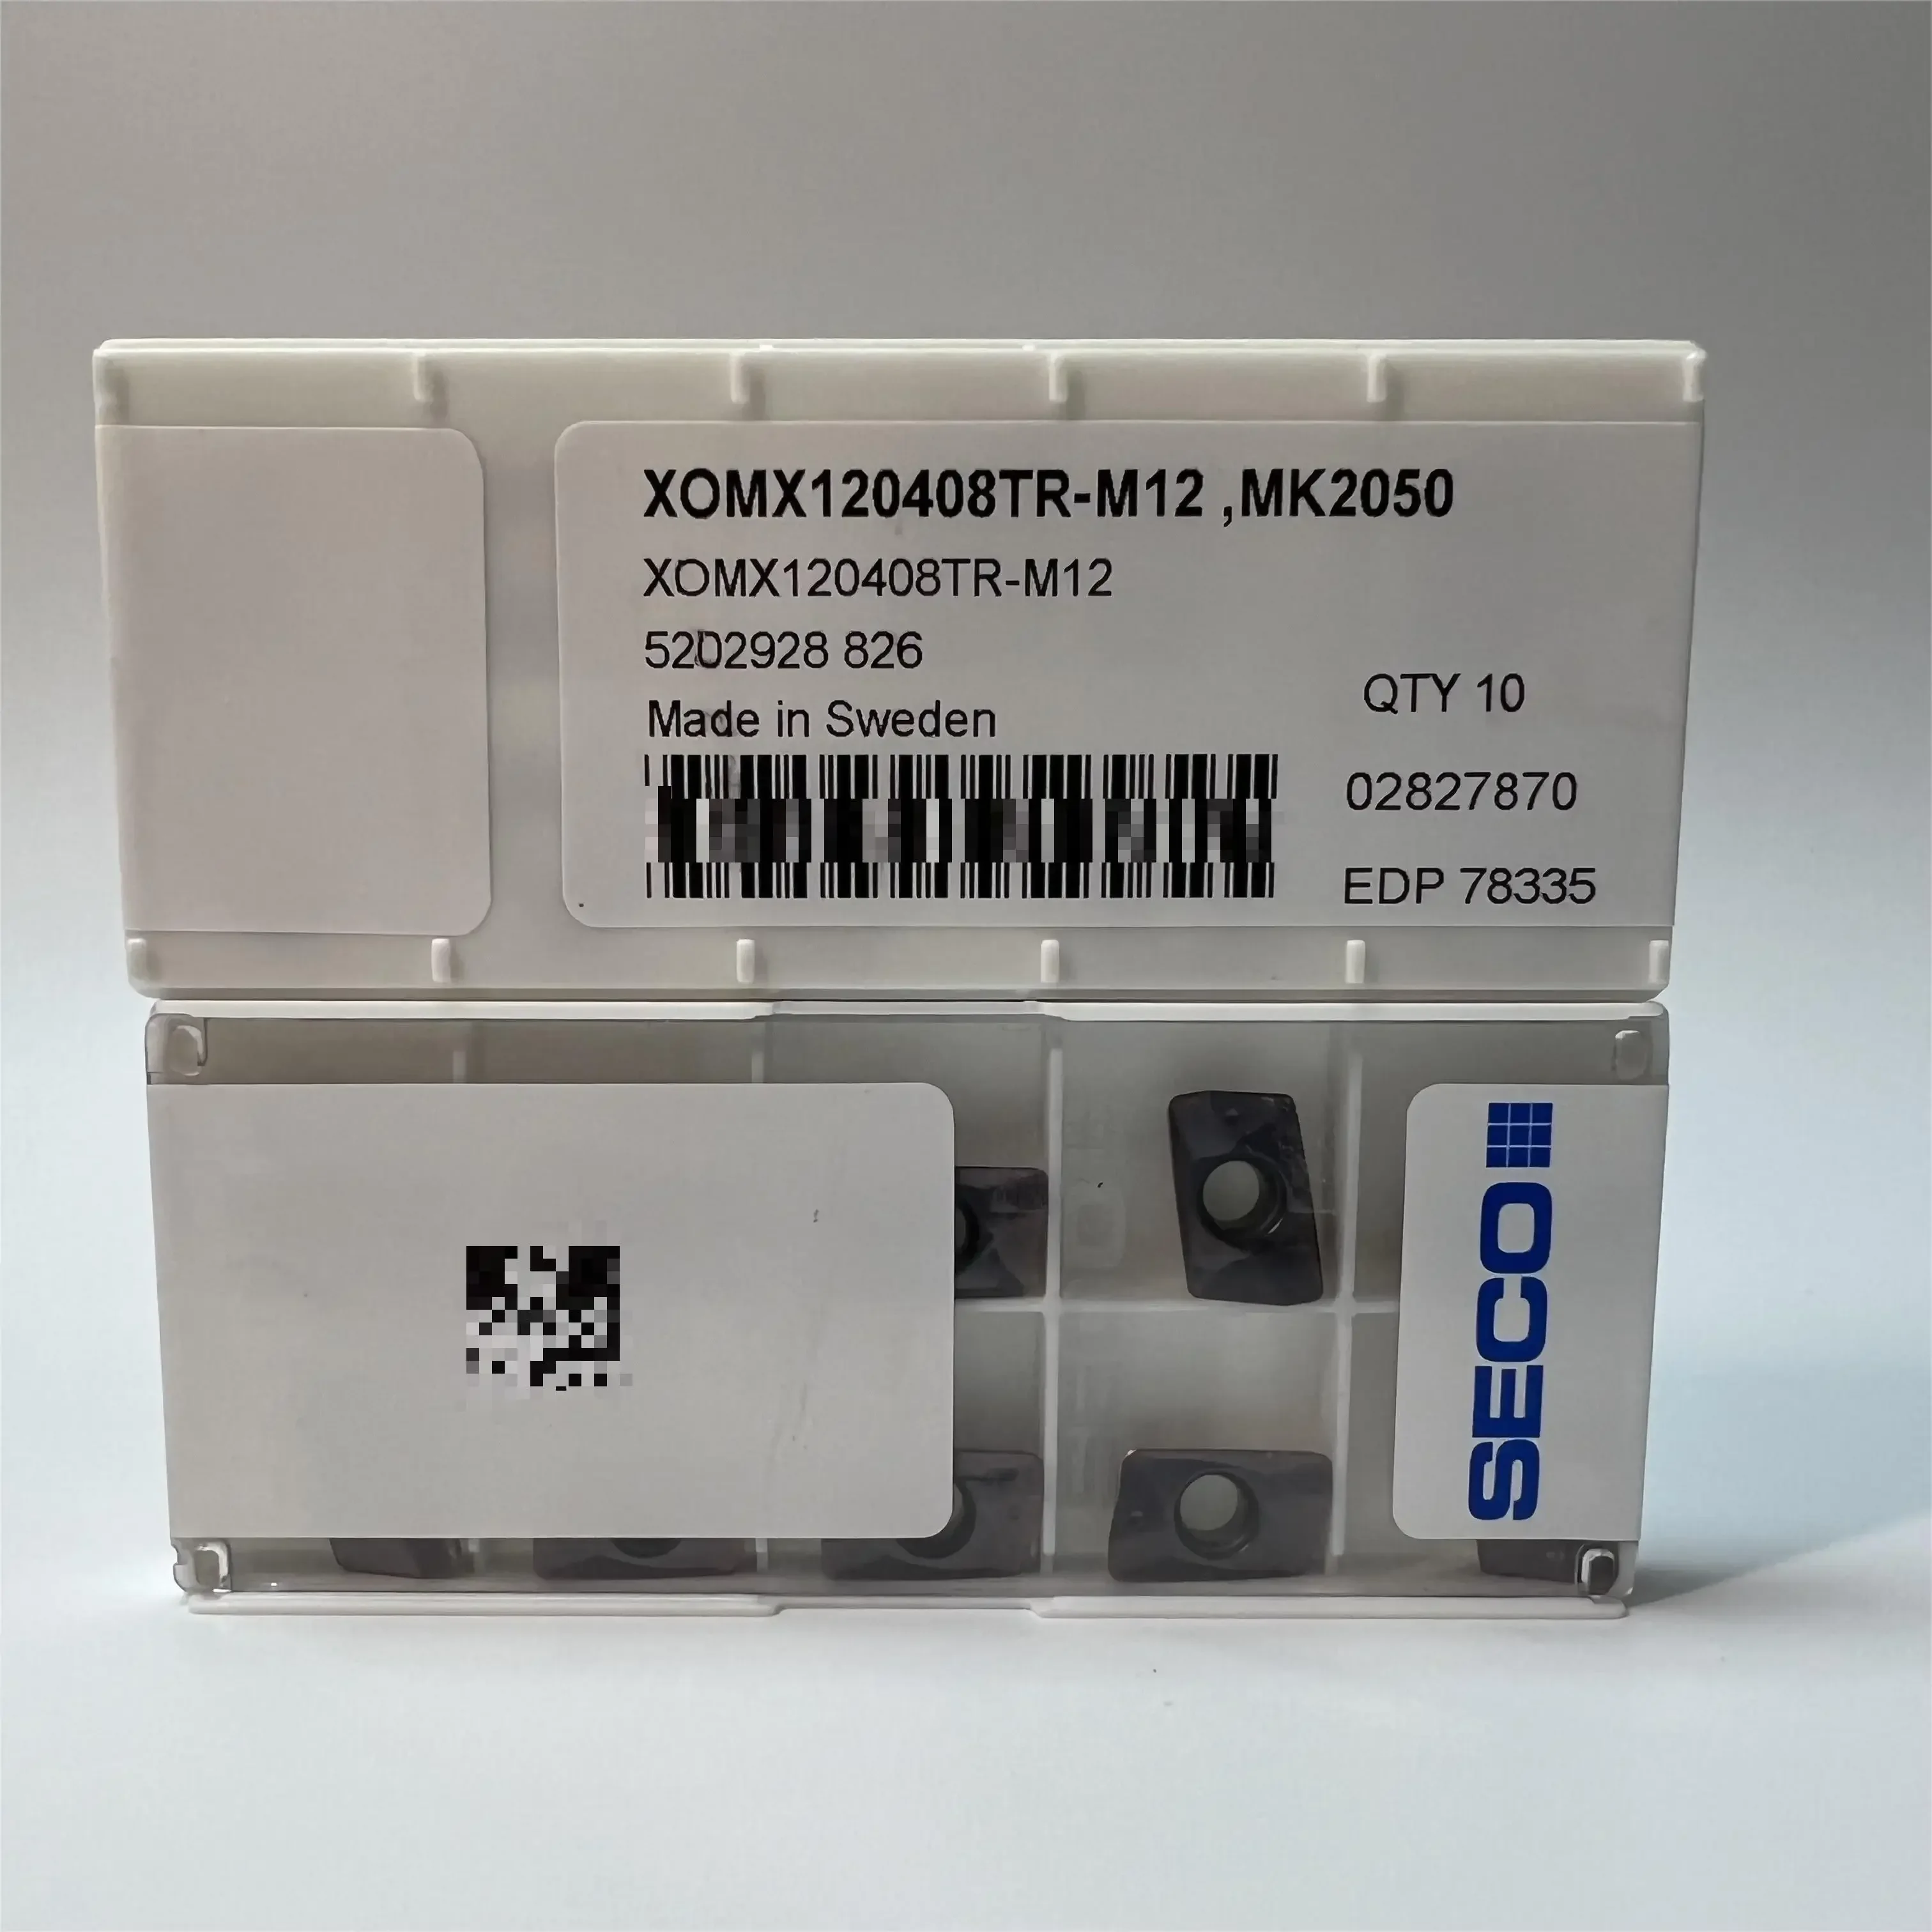 XOMX120408TR-M12 ,MK2050
XOMX120408TR-M12
5202928 826
Made in Sweden
QTY 10
02827870
EDP 78335
SECO